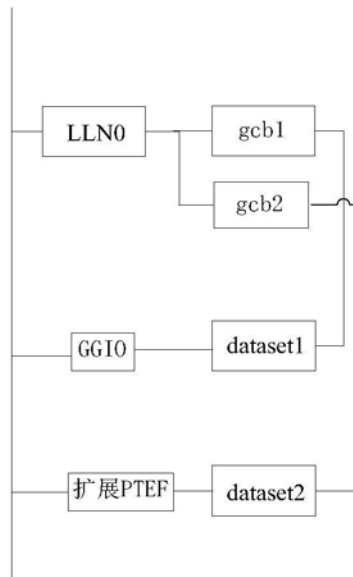 LLN0
gcb1
gcb2
GGIO
dataset1
扩展PTEF
dataset2